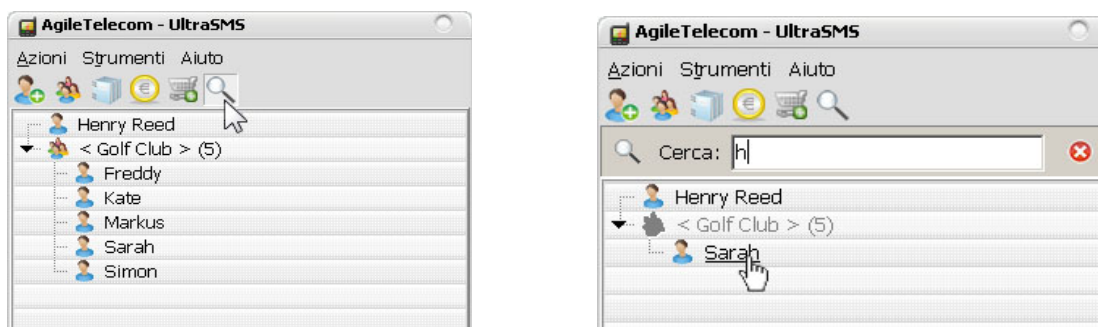 AgileTelecom - UltraSMS
Azioni Strumenti Aiuto
Henry Reed
< Golf Club > (5)
Freddy
Kate
Markus
Sarah
Simon
AgileTelecom - UltraSMS
Azioni Strumenti Aiuto
Cerca: h
Henry Reed
< Golf Club > (5)
Sarah